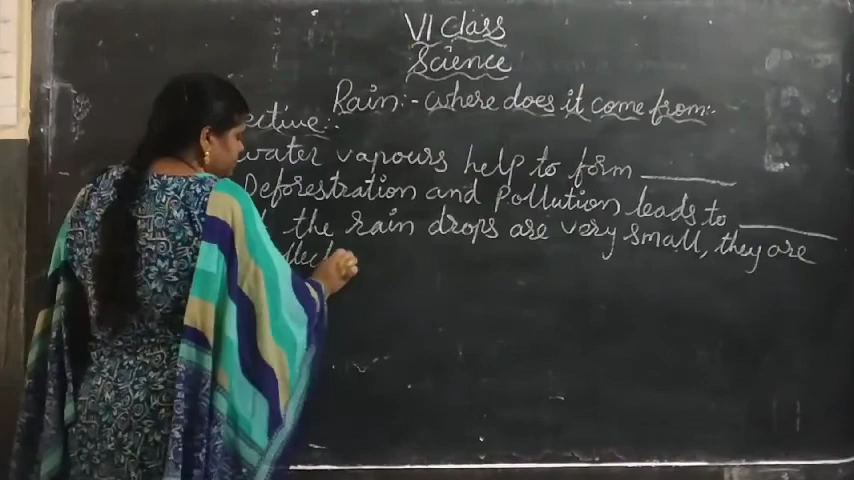 VI Class
Science
Rain:- where does it come from:-
ective:-
water vapours help to form ______
Deforestration and Pollution leads to ______
the rain drops are very small, they are